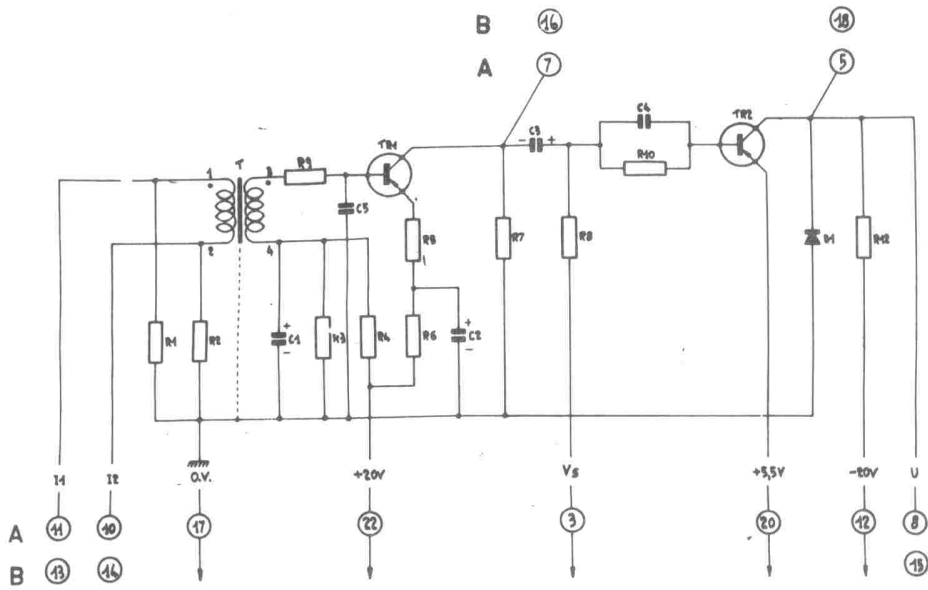 B 16 18
A 7 5
C4
TR1 C3 TR2
- +
T R9 R10
1 3
C5
R5 R7 R8 D1 R12
2 4
+ +
R1 R2 C1 R3 R4 R6 C2
- -
I1 I2 O.V. +20V Vs +5,5V -20V U
A 11 10 17 22 3 20 12 8
B 13 14 15